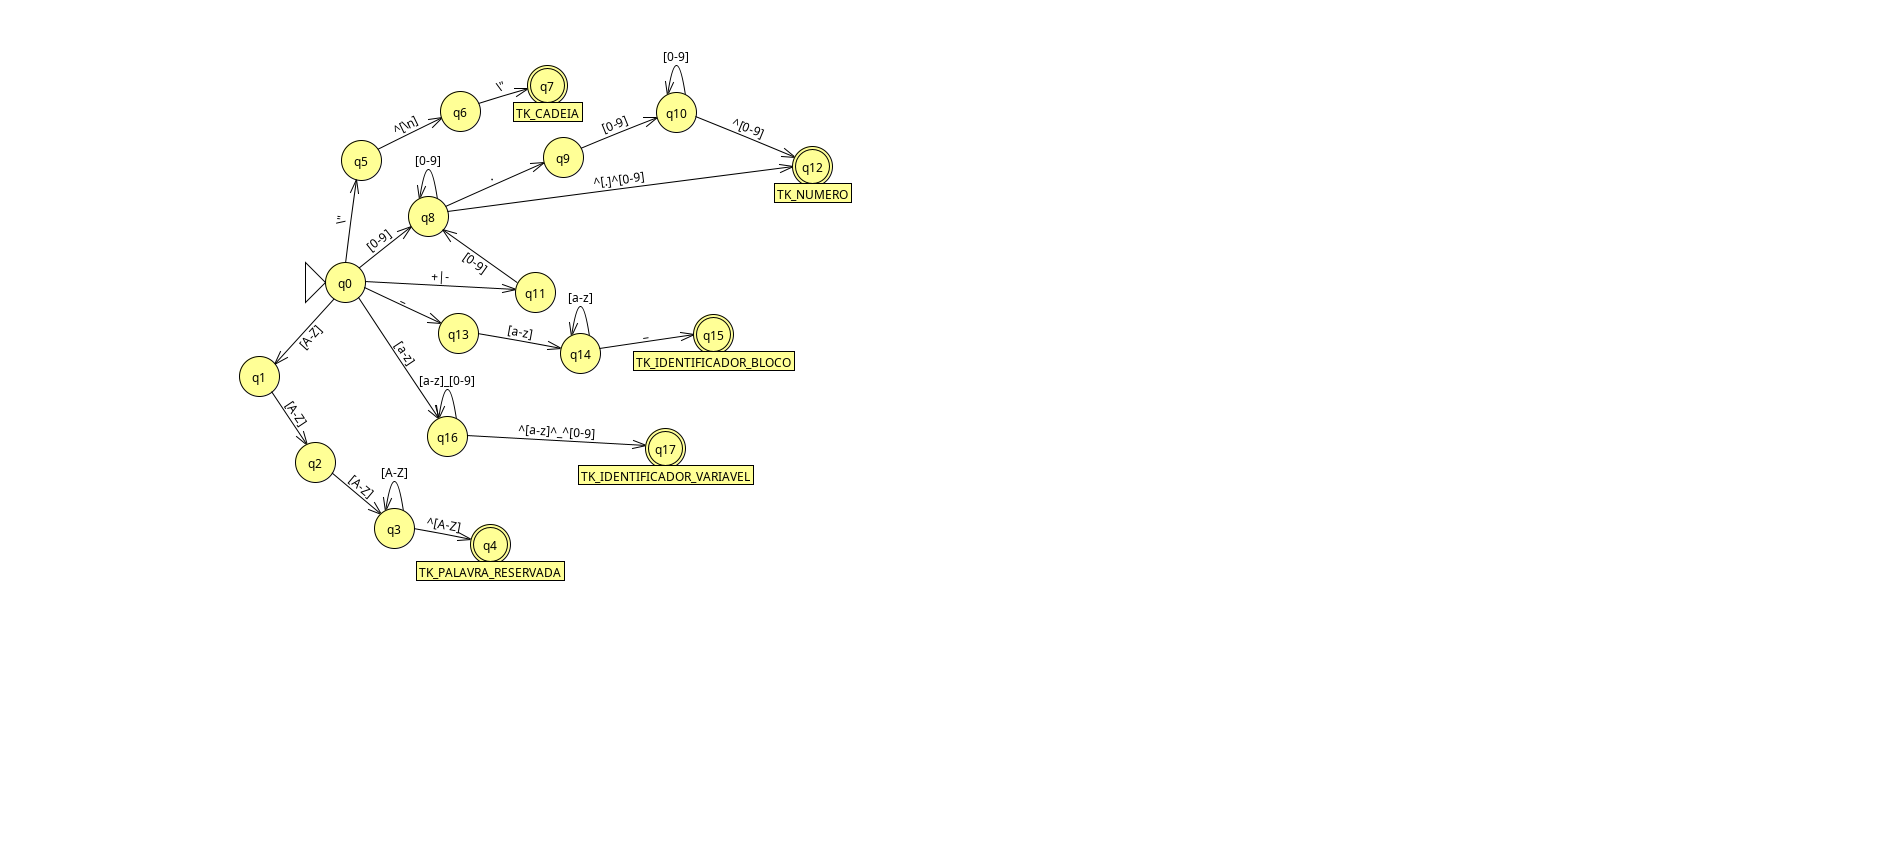 [0-9]
q7
\"
TK_CADEIA
q6
q10
^[\n]
[0-9]
^[0-9]
q5
[0-9]
q9
q12
.
^[.]^[0-9]
TK_NUMERO
\"
q8
[0-9]
[0-9]
q0
+|-
q11
_
[a-z]
q13
[a-z]
_
q15
[A-Z]
[a-z]
q14
TK_IDENTIFICADOR_BLOCO
q1
[a-z]_[0-9]
[A-Z]
q16
^[a-z]^_^[0-9]
q17
q2
[A-Z]
[A-Z]
TK_IDENTIFICADOR_VARIAVEL
q3
^[A-Z]
q4
TK_PALAVRA_RESERVADA